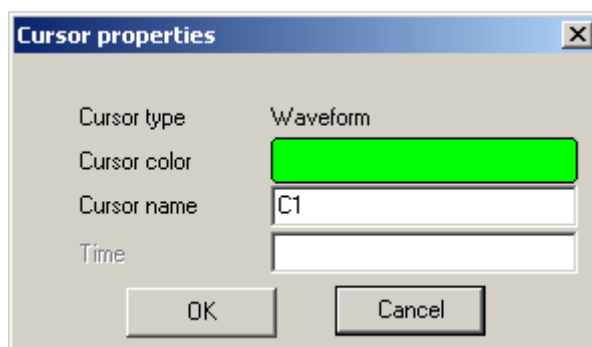 Cursor properties
Cursor type Waveform
Cursor color
Cursor name C1
Time
OK Cancel